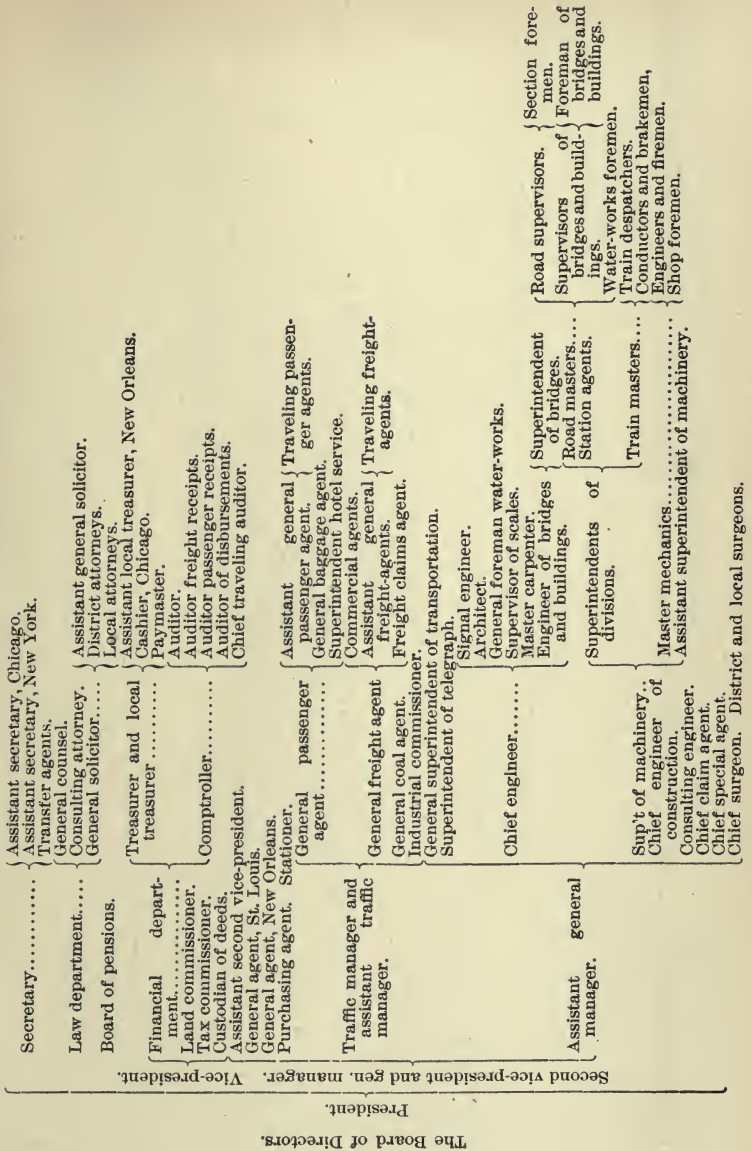 The Board of Directors.
President.
Vice-president.
Second vice-president and gen. manager.
Secretary............
Assistant secretary, Chicago.
Assistant secretary, New York.
Transfer agents.
Law department.....
General counsel.
Consulting attorney.
General solicitor.....
Assistant general solicitor.
District attorneys.
Local attorneys.
Board of pensions.
Financial depart-
ment...............
Treasurer and local
treasurer..........
Assistant local treasurer, New Orleans.
Cashier, Chicago.
Paymaster.
Comptroller..........
Auditor.
Auditor freight receipts.
Auditor passenger receipts.
Auditor of disbursements.
Chief traveling auditor.
Land commissioner.
Tax commissioner.
Custodian of deeds.
Assistant second vice-president.
General agent, St. Louis.
General agent, New Orleans.
Purchasing agent. Stationer.
Traffic manager and
assistant traffic
manager.
General passenger
agent...............
Assistant general
passenger agent.
Traveling passen-
ger agents.
General baggage agent.
Superintendent hotel service.
General freight agent
Commercial agents.
Assistant general
freight-agents.
Traveling freight-
agents.
Freight claims agent.
General coal agent.
Industrial commissioner.
Assistant general
manager.
General superintendent of transportation.
Superintendent of telegraph.
Chief engineer.......
Signal engineer.
Architect.
General foreman water-works.
Supervisor of scales.
Master carpenter.
Engineer of bridges
and buildings.
Superintendent
of bridges.
Superintendents of
divisions.
Road masters....
Road supervisors.
Section fore-
men.
Supervisors of
bridges and build-
ings.
Foreman of
bridges and
buildings.
Water-works foremen.
Station agents.
Train masters....
Train despatchers.
Conductors and brakemen,
Engineers and firemen.
Sup't of machinery..
Master mechanics......................
Shop foremen.
Assistant superintendent of machinery.
Chief engineer of
construction.
Consulting engineer.
Chief claim agent.
Chief special agent.
Chief surgeon. District and local surgeons.